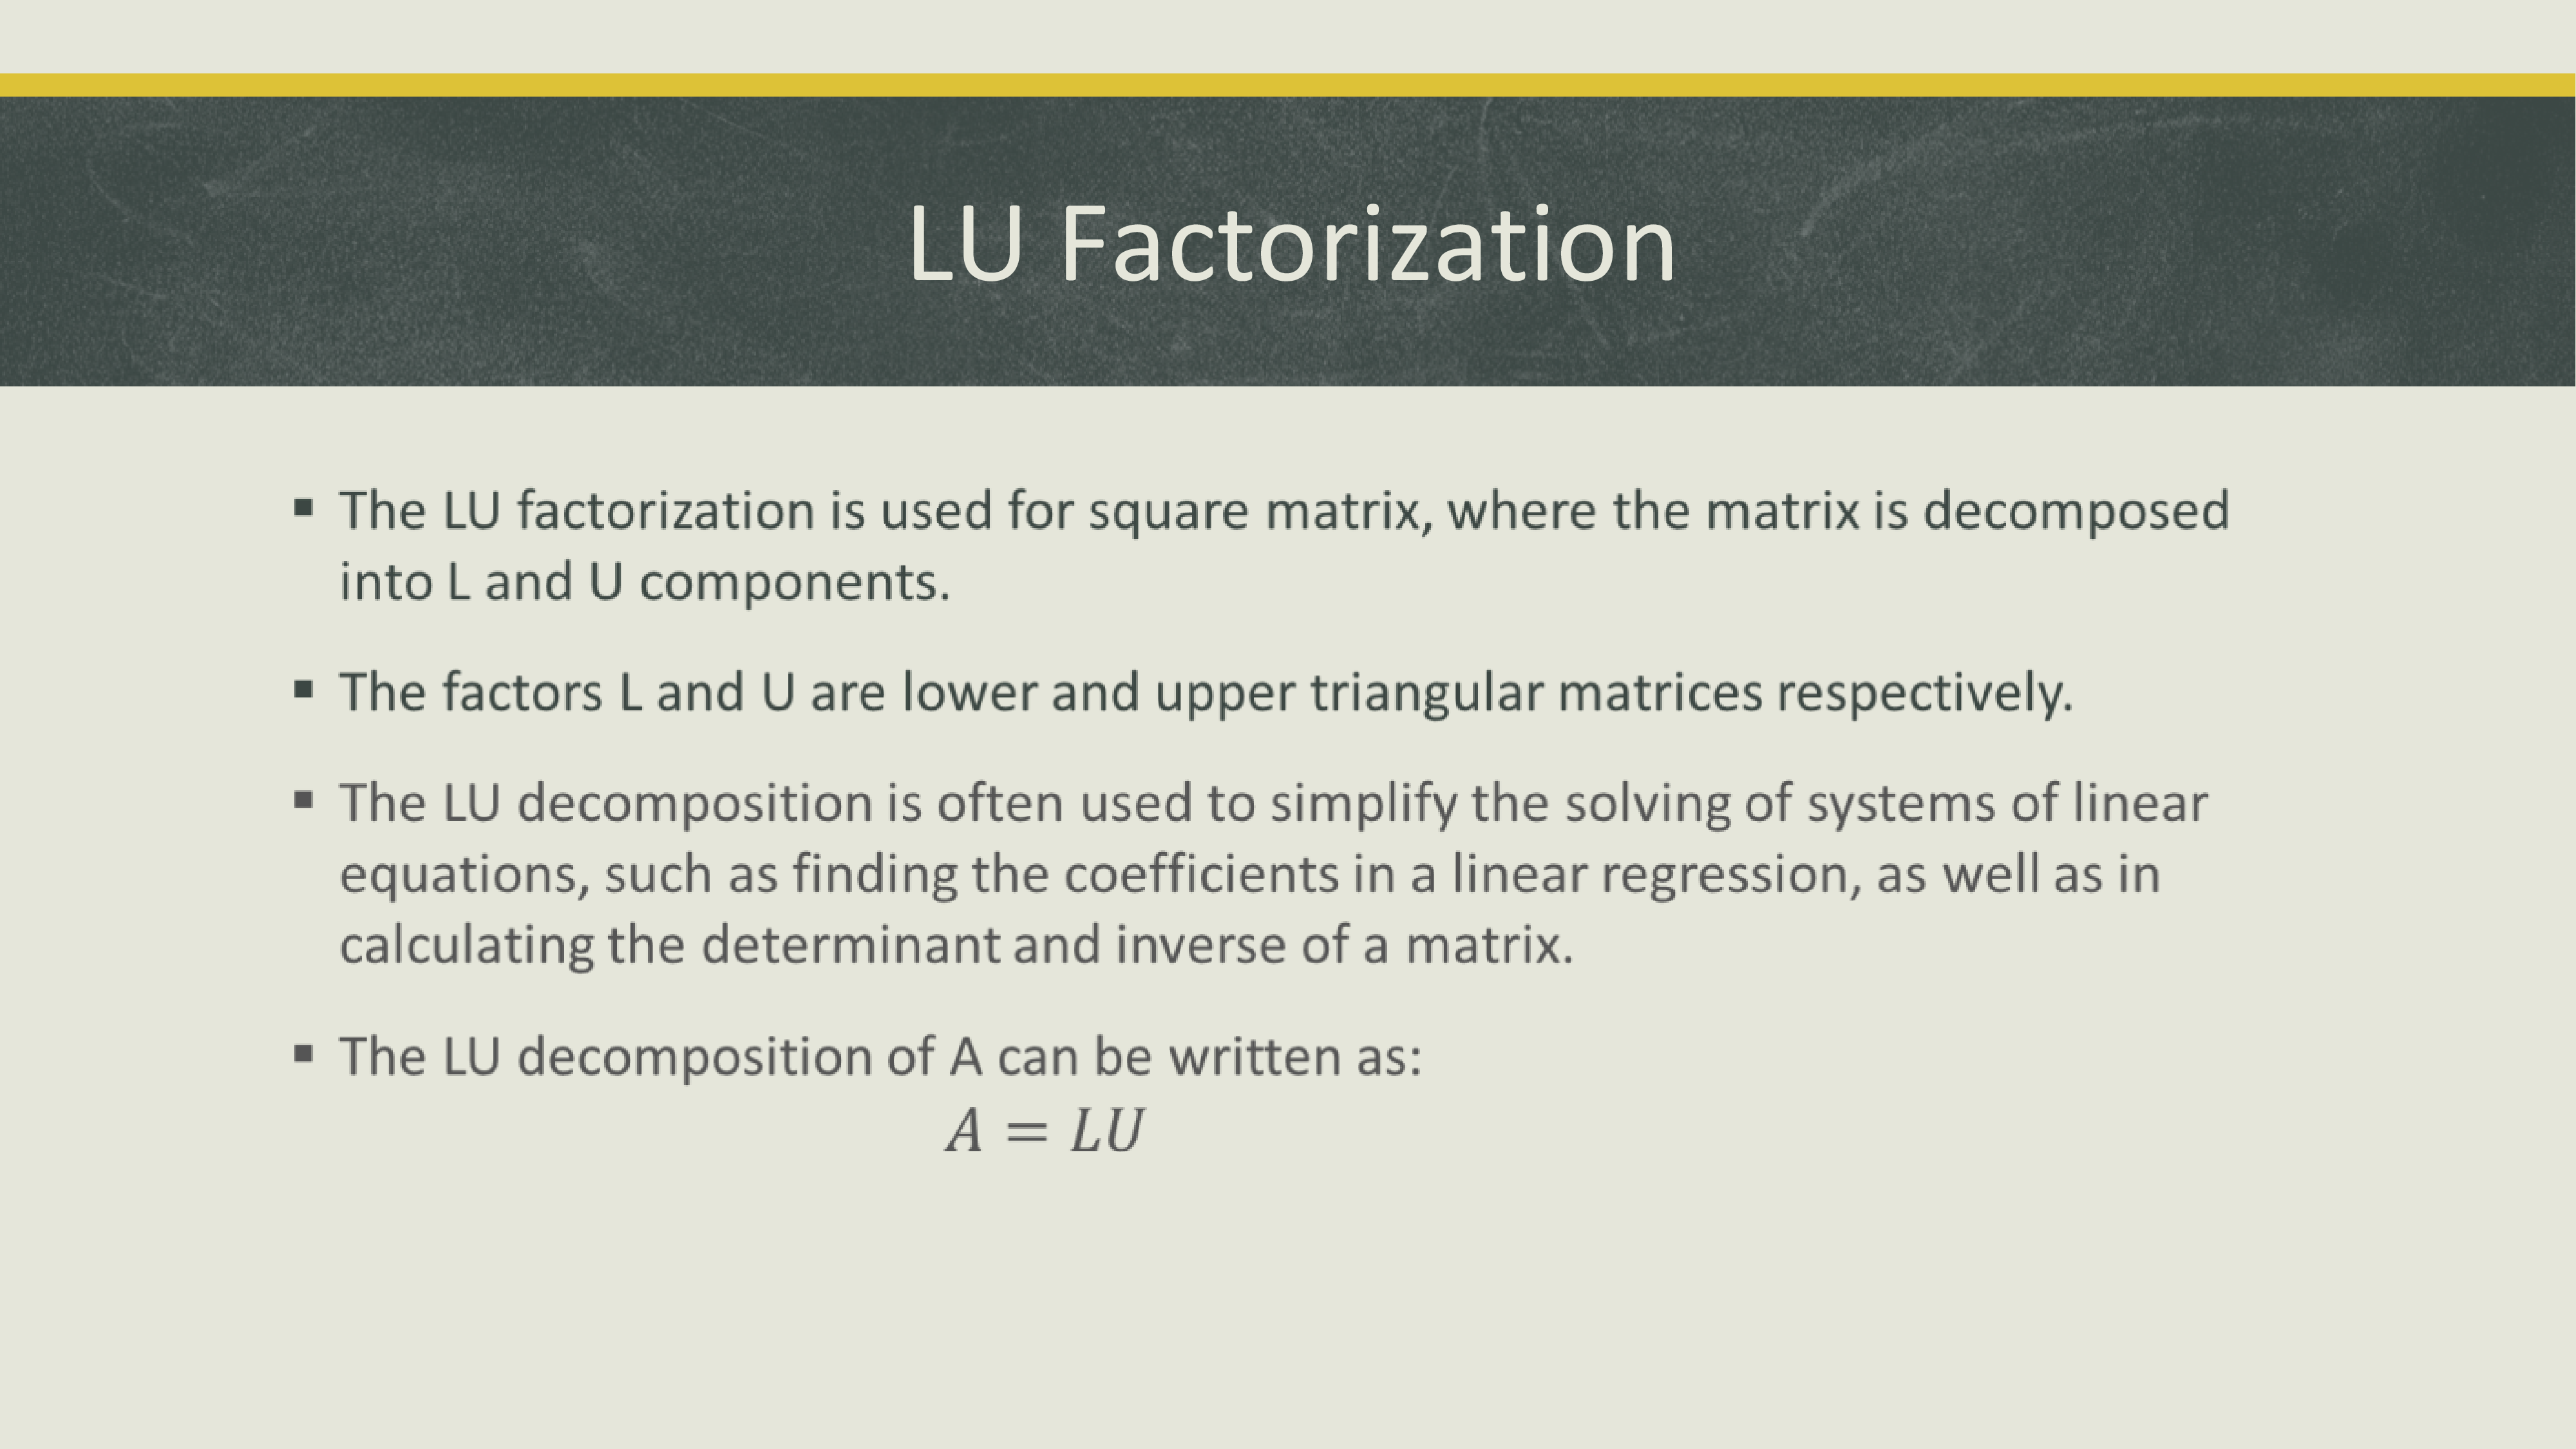 LU Factorization
▪ The LU factorization is used for square matrix, where the matrix is decomposed
into L and U components.
▪ The factors L and U are lower and upper triangular matrices respectively.
▪ The LU decomposition is often used to simplify the solving of systems of linear
equations, such as finding the coefficients in a linear regression, as well as in
calculating the determinant and inverse of a matrix.
▪ The LU decomposition of A can be written as:
A = LU